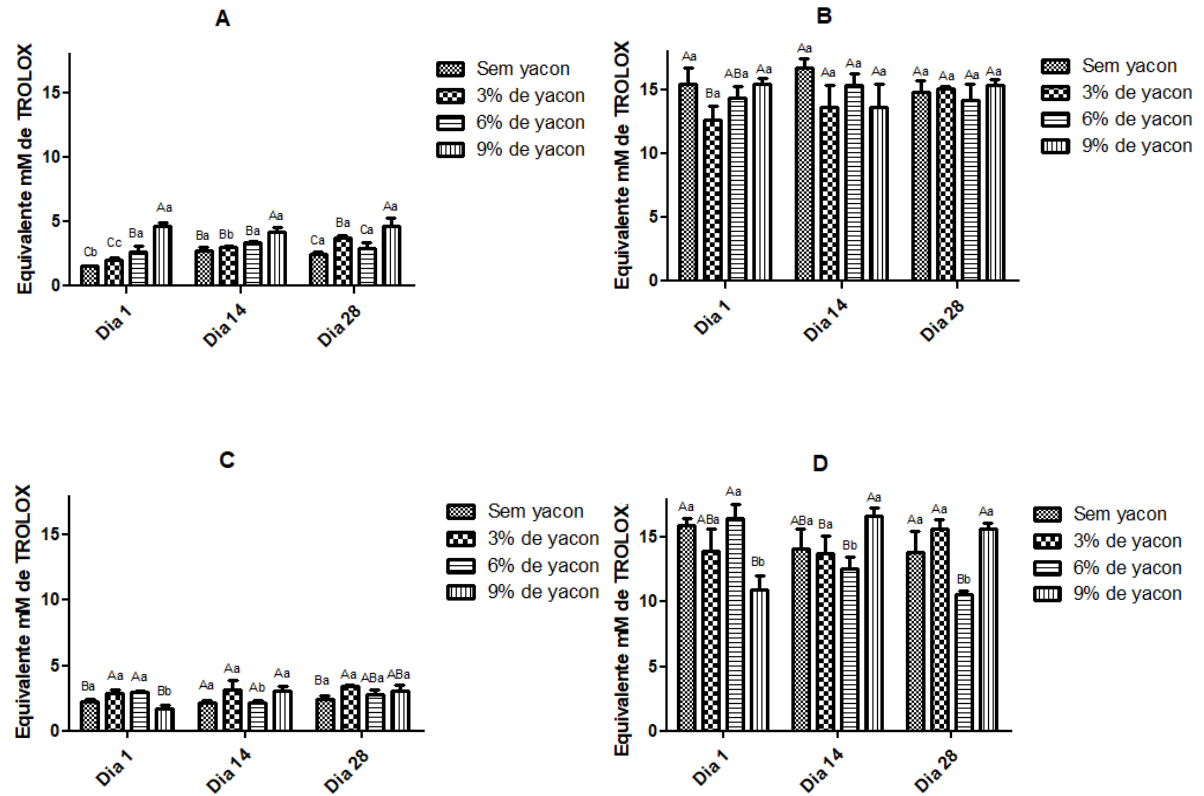 A
Equivalente mM de TROLOX
15
10
5
0
Cb Cc Ba Aa
Ba Bb Ba Aa
Ca Ba Ca Aa
Dia 1
Dia 14
Dia 28
Sem yacon
3% de yacon
6% de yacon
9% de yacon
B
Equivalente mM de TROLOX
15
10
5
0
Aa Ba ABa Aa
Aa Aa Aa Aa
Aa Aa Aa Aa
Dia 1
Dia 14
Dia 28
Sem yacon
3% de yacon
6% de yacon
9% de yacon
C
Equivalente mM de TROLOX
15
10
5
0
Ba Aa Aa Bb
Aa Aa Ab Aa
Ba Aa ABa ABa
Dia 1
Dia 14
Dia 28
Sem yacon
3% de yacon
6% de yacon
9% de yacon
D
Equivalente mM de TROLOX
15
10
5
0
Aa ABa Aa Bb
ABa Ba Bb Aa
Aa Aa Bb Aa
Dia 1
Dia 14
Dia 28
Sem yacon
3% de yacon
6% de yacon
9% de yacon